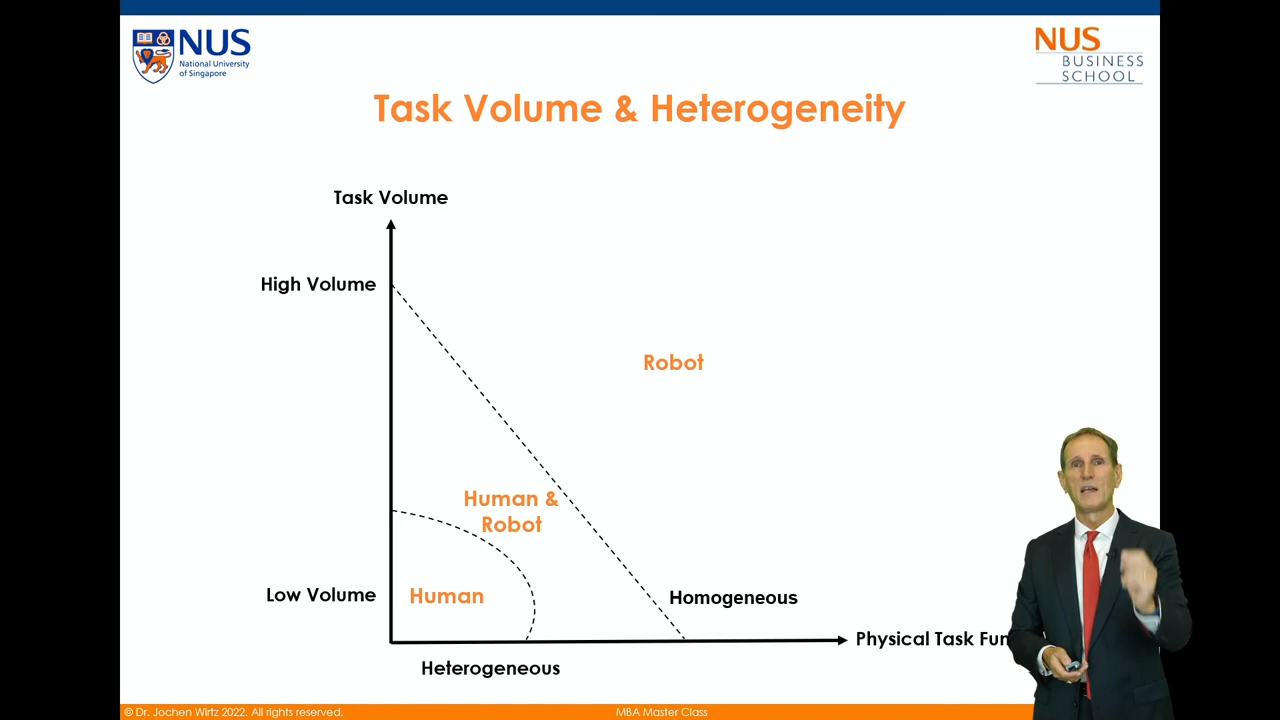 NUS
National University
of Singapore
NUS
BUSINESS
SCHOOL
Task Volume & Heterogeneity
Task Volume
High Volume
Robot
Human &
Robot
Low Volume
Human
Homogeneous
Physical Task
Heterogeneous
© Dr. Jochen Wirtz 2022. All rights reserved.
MBA Master Class